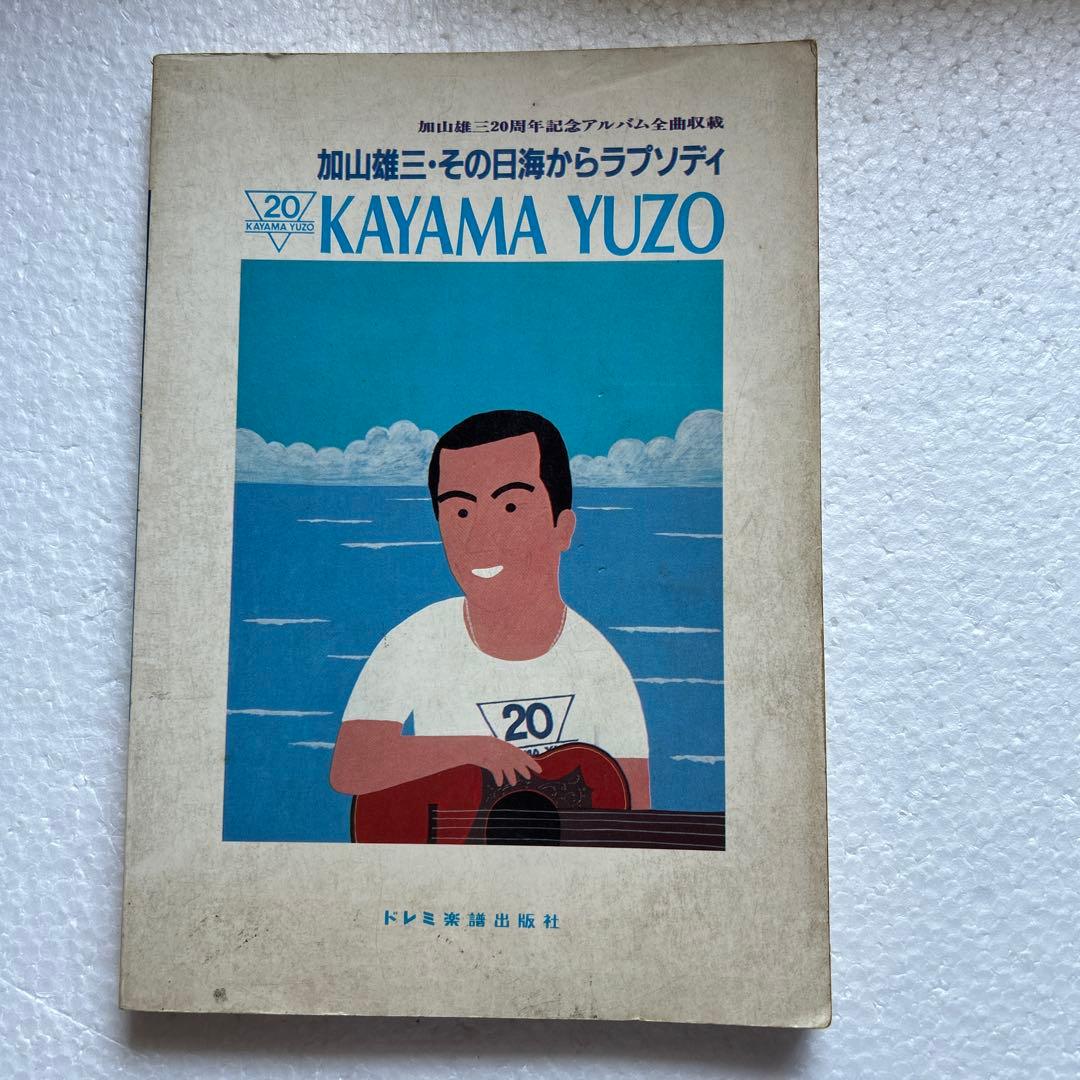 加山雄三20周年記念アルバム全曲収載
加山雄三・その日海からラプソディ
20
KAYAMA YUZO
KAYAMA YUZO
20
ドレミ楽譜出版社